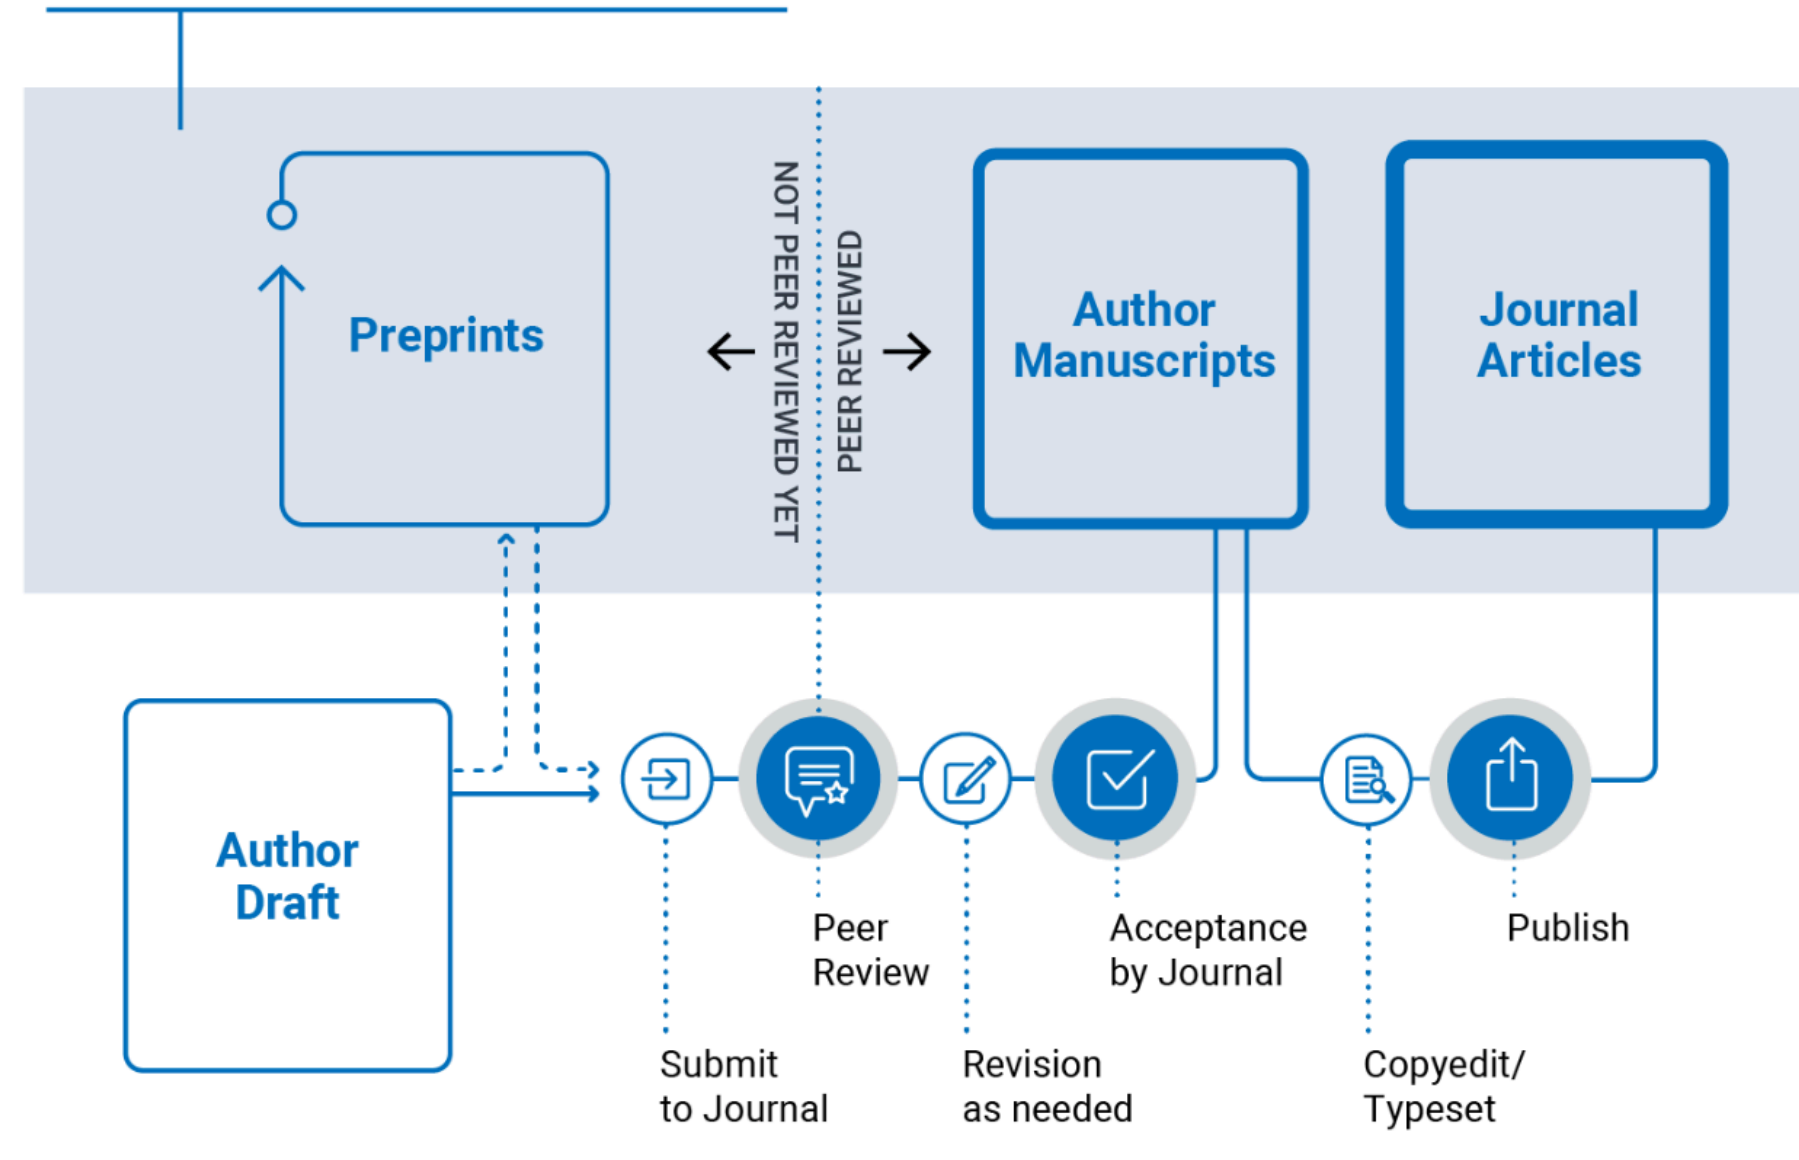 Preprints
NOT PEER REVIEWED YET
PEER REVIEWED
Author
Manuscripts
Journal
Articles
Author
Draft
Peer
Review
Acceptance
by Journal
Publish
Submit
to Journal
Revision
as needed
Copyedit/
Typeset